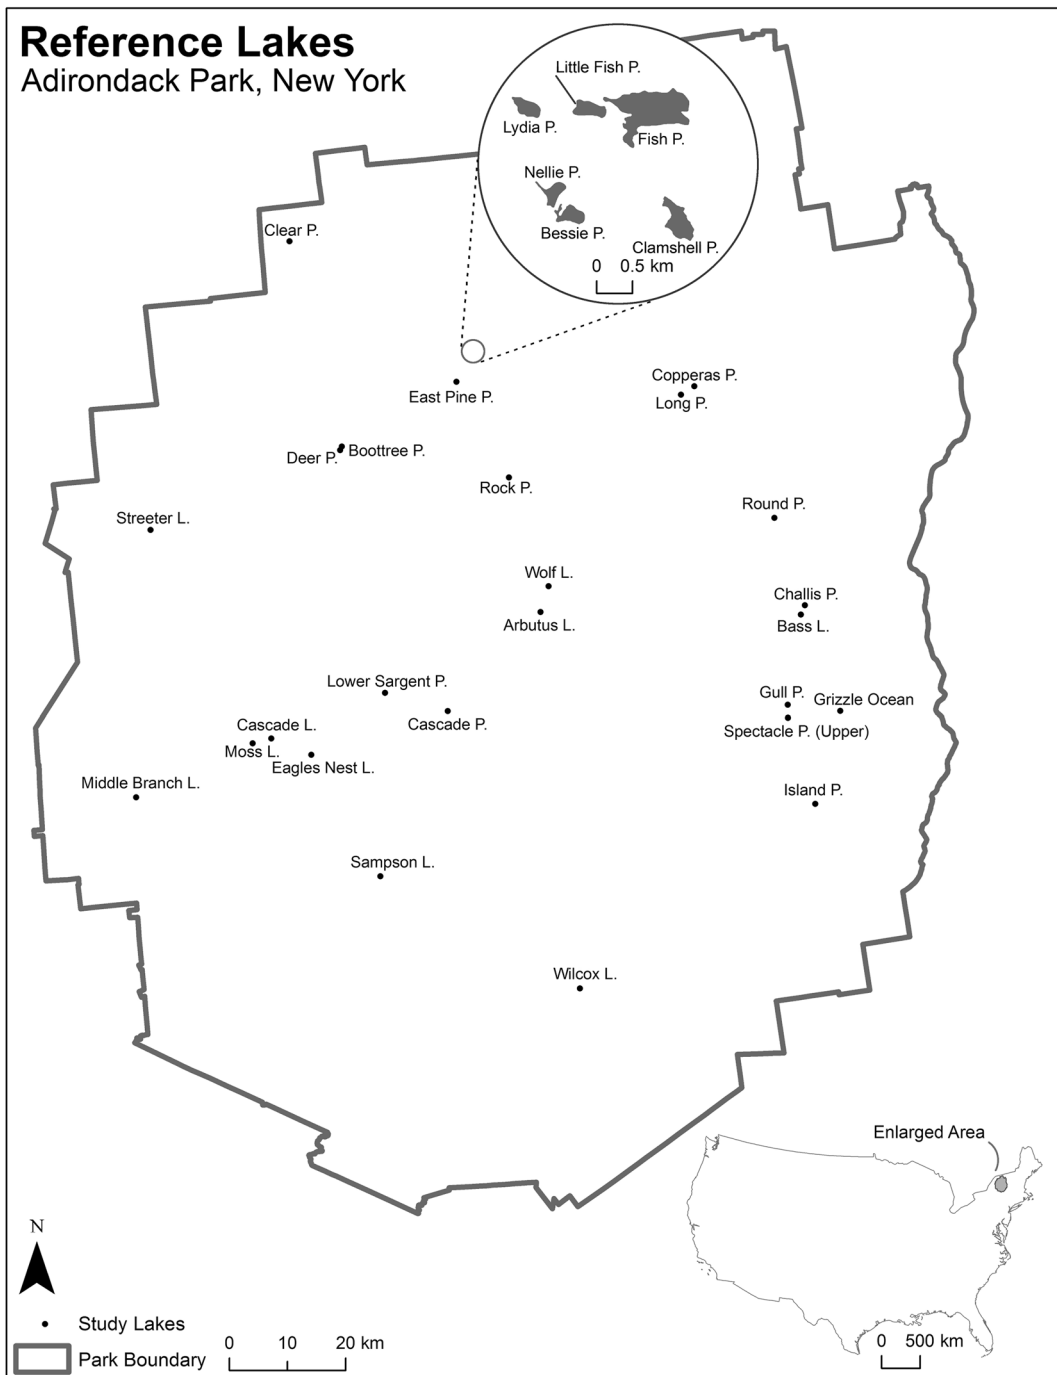 Reference Lakes
Adirondack Park, New York
Little Fish P.
Lydia P.
Fish P.
Nellie P.
Bessie P.
Clamshell P.
0 0.5 km
Clear P.
East Pine P.
Copperas P.
Long P.
Deer P.
Boottree P.
Rock P.
Streeter L.
Round P.
Wolf L.
Arbutus L.
Challis P.
Bass L.
Lower Sargent P.
Cascade P.
Gull P.
Grizzle Ocean
Spectacle P. (Upper)
Cascade L.
Moss L.
Eagles Nest L.
Middle Branch L.
Island P.
Sampson L.
Wilcox L.
Enlarged Area
N
Study Lakes
Park Boundary
0 10 20 km
0 500 km